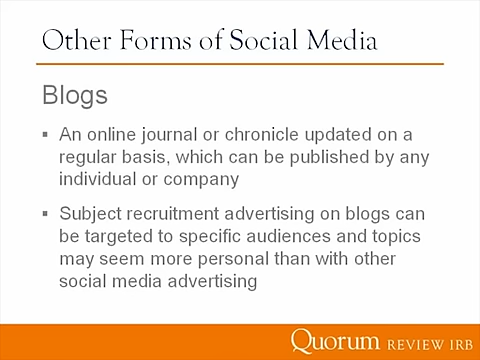 Other Forms of Social Media
Blogs
▪ An online journal or chronicle updated on a
regular basis, which can be published by any
individual or company
▪ Subject recruitment advertising on blogs can
be targeted to specific audiences and topics
may seem more personal than with other
social media advertising
Quorum REVIEW IRB